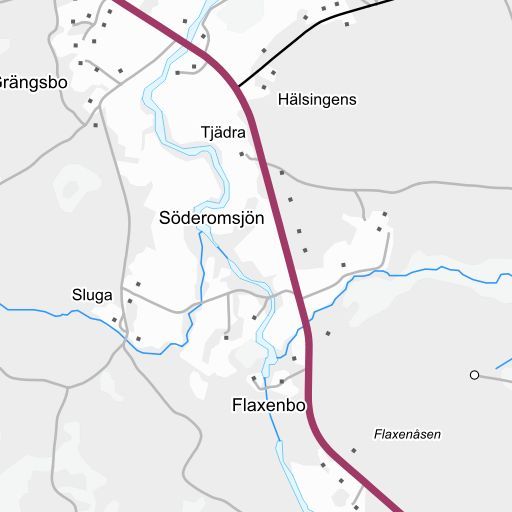 Grängsbo
Hälsingens
Tjädra
Söderomsjön
Sluga
Flaxenbo
Flaxenåsen